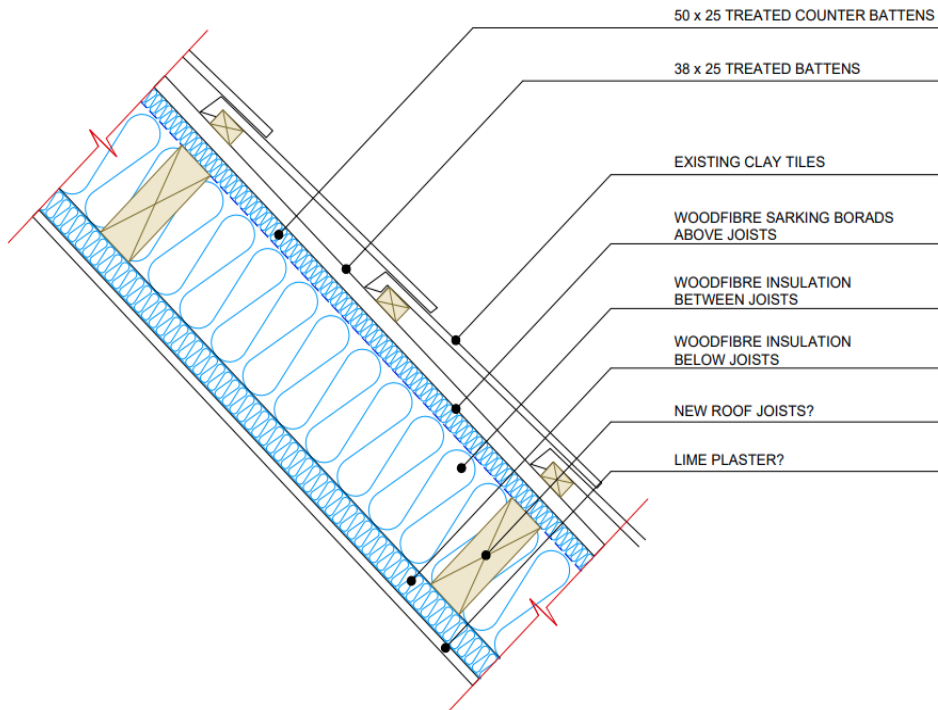 50 x 25 TREATED COUNTER BATTENS
38 x 25 TREATED BATTENS
EXISTING CLAY TILES
WOODFIBRE SARKING BORADS
ABOVE JOISTS
WOODFIBRE INSULATION
BETWEEN JOISTS
WOODFIBRE INSULATION
BELOW JOISTS
NEW ROOF JOISTS?
LIME PLASTER?